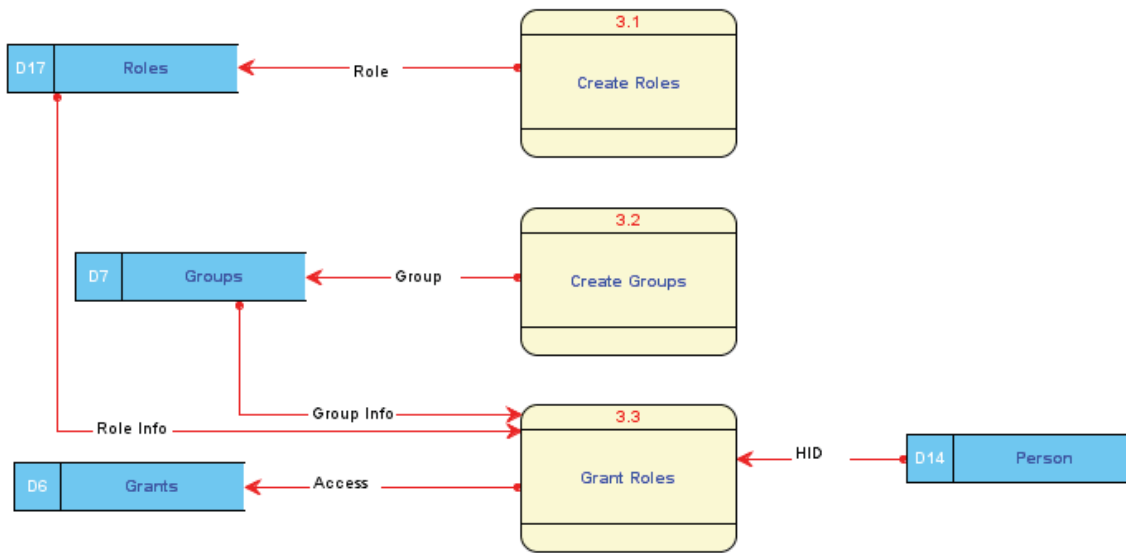 3.1
D17 Roles
Role
Create Roles
3.2
D7 Groups
Group
Create Groups
Group Info
3.3
Role Info
HID
D14 Person
D6 Grants
Access
Grant Roles